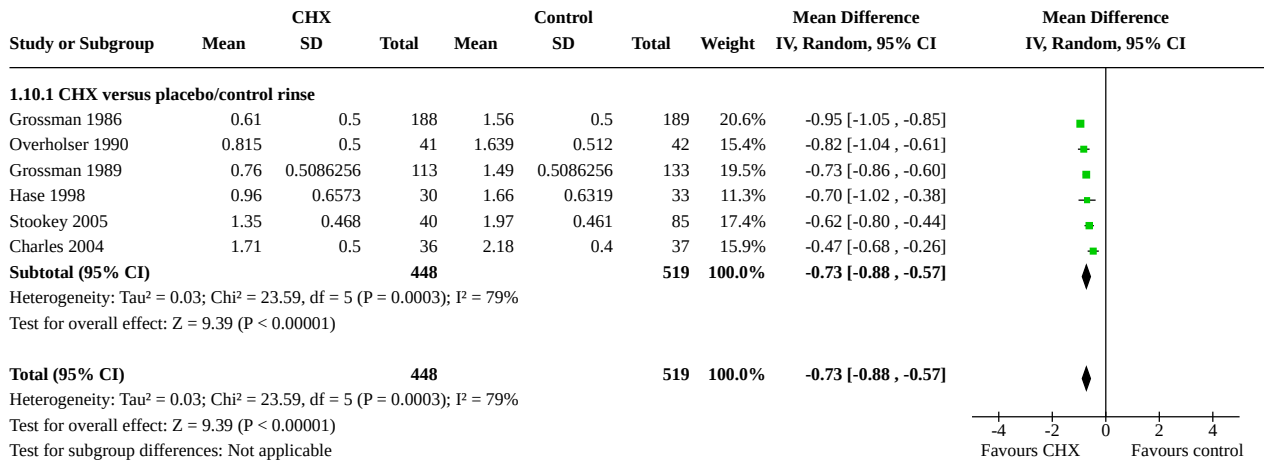 CHX Control Mean Difference Mean Difference
Study or Subgroup Mean SD Total Mean SD Total Weight IV, Random, 95% CI IV, Random, 95% CI
1.10.1 CHX versus placebo/control rinse
Grossman 1986 0.61 0.5 188 1.56 0.5 189 20.6% -0.95 [-1.05 , -0.85]
Overholser 1990 0.815 0.5 41 1.639 0.512 42 15.4% -0.82 [-1.04 , -0.61]
Grossman 1989 0.76 0.5086256 113 1.49 0.5086256 133 19.5% -0.73 [-0.86 , -0.60]
Hase 1998 0.96 0.6573 30 1.66 0.6319 33 11.3% -0.70 [-1.02 , -0.38]
Stookey 2005 1.35 0.468 40 1.97 0.461 85 17.4% -0.62 [-0.80 , -0.44]
Charles 2004 1.71 0.5 36 2.18 0.4 37 15.9% -0.47 [-0.68 , -0.26]
Subtotal (95% CI) 448 519 100.0% -0.73 [-0.88 , -0.57]
Heterogeneity: Tau² = 0.03; Chi² = 23.59, df = 5 (P = 0.0003); I² = 79%
Test for overall effect: Z = 9.39 (P < 0.00001)
Total (95% CI) 448 519 100.0% -0.73 [-0.88 , -0.57]
Heterogeneity: Tau² = 0.03; Chi² = 23.59, df = 5 (P = 0.0003); I² = 79%
Test for overall effect: Z = 9.39 (P < 0.00001)
-4 -2 0 2 4
Test for subgroup differences: Not applicable
Favours CHX Favours control